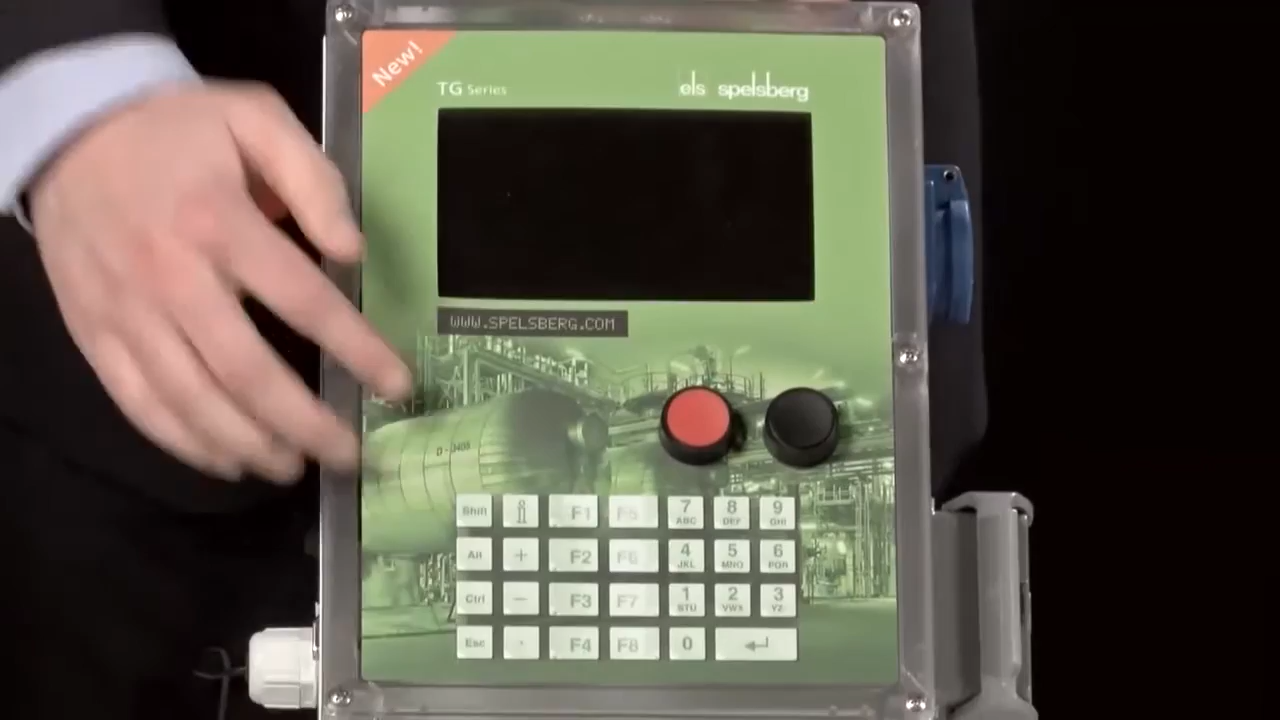 New!
TG Series
els spelsberg
WWW.SPELSBERG.COM
D-3405
Shift i F1 F5 7 ABC 8 DEF 9 GHI
Alt + F2 F6 4 JKL 5 MNO 6 PQR
Ctrl - F3 F7 1 STU 2 VWX 3 YZ
Esc . F4 F8 0